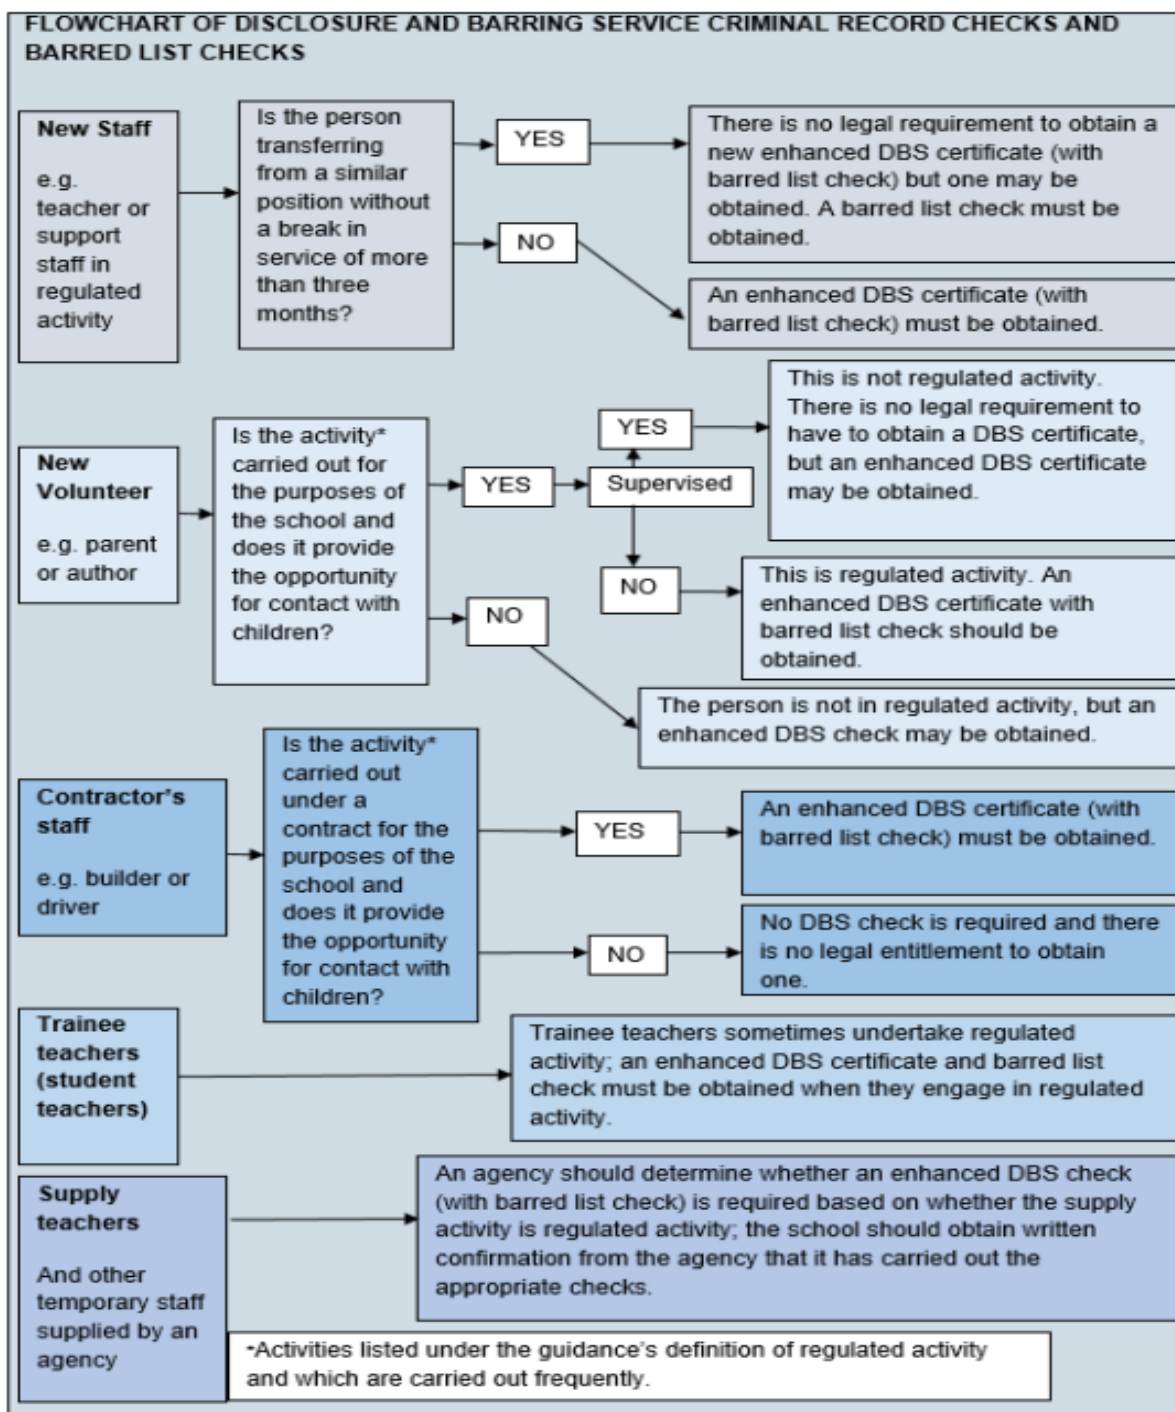 FLOWCHART OF DISCLOSURE AND BARRING SERVICE CRIMINAL RECORD CHECKS AND
BARRED LIST CHECKS
New Staff
e.g.
teacher or
support
staff in
regulated
activity
Is the person
transferring
from a similar
position without
a break in
service of more
than three
months?
YES
There is no legal requirement to obtain a
new enhanced DBS certificate (with
barred list check) but one may be
obtained. A barred list check must be
obtained.
NO
An enhanced DBS certificate (with
barred list check) must be obtained.
New
Volunteer
e.g. parent
or author
Is the activity*
carried out for
the purposes of
the school and
does it provide
the opportunity
for contact with
children?
YES
Supervised
YES
This is not regulated activity.
There is no legal requirement to
have to obtain a DBS certificate,
but an enhanced DBS certificate
may be obtained.
NO
This is regulated activity. An
enhanced DBS certificate with
barred list check should be
obtained.
NO
The person is not in regulated activity, but an
enhanced DBS check may be obtained.
Contractor's
staff
e.g. builder or
driver
Is the activity*
carried out
under a
contract for the
purposes of the
school and
does it provide
the opportunity
for contact with
children?
YES
An enhanced DBS certificate (with
barred list check) must be obtained.
NO
No DBS check is required and there
is no legal entitlement to obtain
one.
Trainee
teachers
(student
teachers)
Trainee teachers sometimes undertake regulated
activity; an enhanced DBS certificate and barred list
check must be obtained when they engage in regulated
activity.
Supply
teachers
And other
temporary staff
supplied by an
agency
An agency should determine whether an enhanced DBS check
(with barred list check) is required based on whether the supply
activity is regulated activity; the school should obtain written
confirmation from the agency that it has carried out the
appropriate checks.
*Activities listed under the guidance's definition of regulated activity
and which are carried out frequently.